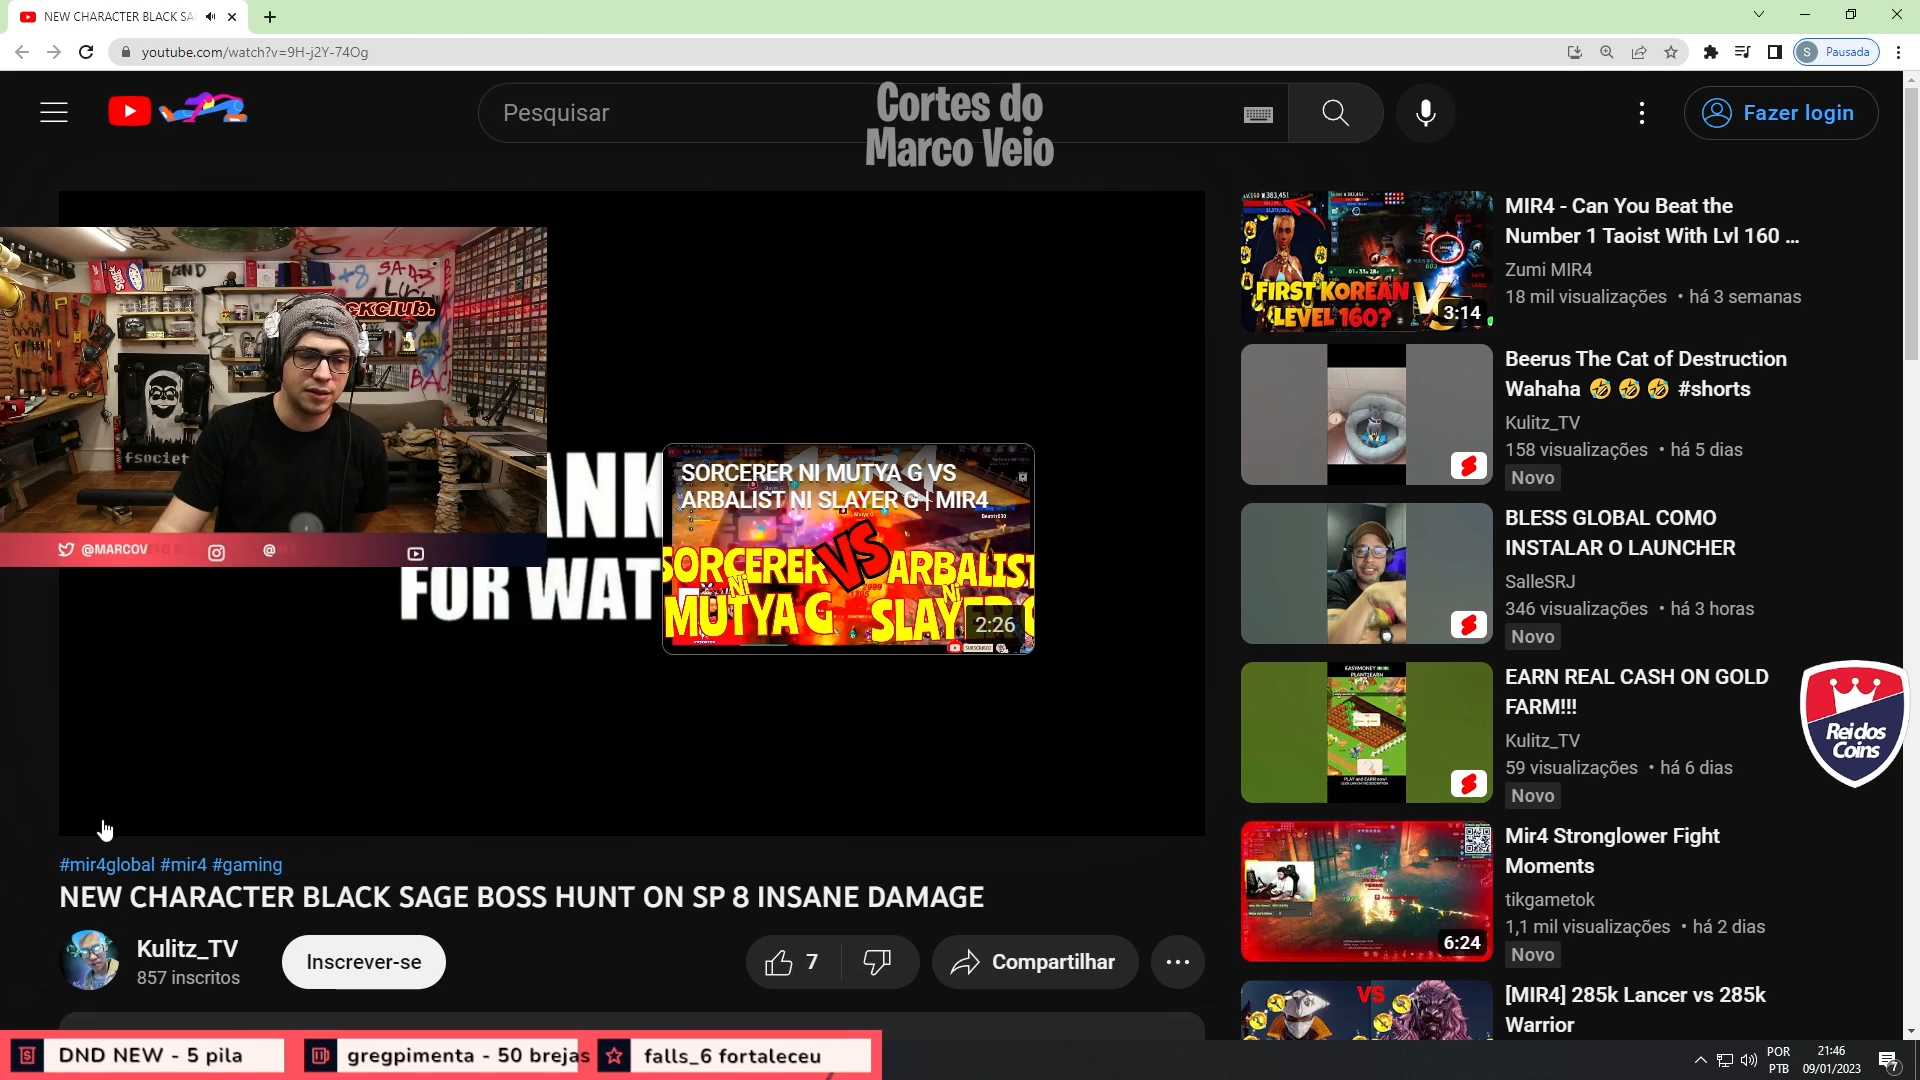 NEW CHARACTER BLACK SA
youtube.com/watch?v=9H-j2Y-74Og
S Pausada
Pesquisar
Cortes do
Marco Veio
Fazer login
@MARCOV
@
fsociet
ckclub.
ANK
FOR WAT
SORCERER NI MUTYA G VS
ARBALIST NI SLAYER G | MIR4
SORCERER VS ARBALIST
NI NI
MUTYA G SLAYER G
2:26
#mir4global #mir4 #gaming
NEW CHARACTER BLACK SAGE BOSS HUNT ON SP 8 INSANE DAMAGE
Kulitz_TV
857 inscritos
Inscrever-se
7
Compartilhar
FIRST KOREAN
LEVEL 160?
VS
3:14
MIR4 - Can You Beat the
Number 1 Taoist With Lvl 160 ...
Zumi MIR4
18 mil visualizações • há 3 semanas
Beerus The Cat of Destruction
Wahaha 🤣 🤣 🤣 #shorts
Kulitz_TV
158 visualizações • há 5 dias
Novo
BLESS GLOBAL COMO
INSTALAR O LAUNCHER
SalleSRJ
346 visualizações • há 3 horas
Novo
EARN REAL CASH ON GOLD
FARM!!!
Kulitz_TV
59 visualizações • há 6 dias
Novo
Rei dos
Coins
6:24
Mir4 Stronglower Fight
Moments
tikgametok
1,1 mil visualizações • há 2 dias
Novo
VS
[MIR4] 285k Lancer vs 285k
Warrior
DND NEW - 5 pila
gregpimenta - 50 brejas
falls_6 fortaleceu
POR
PTB
21:46
09/01/2023
7